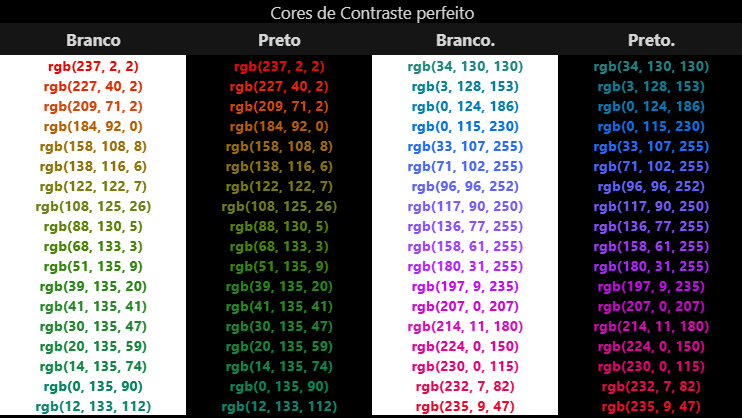 Cores de Contraste perfeito
Branco Preto Branco. Preto.
rgb(237, 2, 2) rgb(237, 2, 2) rgb(34, 130, 130) rgb(34, 130, 130)
rgb(227, 40, 2) rgb(227, 40, 2) rgb(3, 128, 153) rgb(3, 128, 153)
rgb(209, 71, 2) rgb(209, 71, 2) rgb(0, 124, 186) rgb(0, 124, 186)
rgb(184, 92, 0) rgb(184, 92, 0) rgb(0, 115, 230) rgb(0, 115, 230)
rgb(158, 108, 8) rgb(158, 108, 8) rgb(33, 107, 255) rgb(33, 107, 255)
rgb(138, 116, 6) rgb(138, 116, 6) rgb(71, 102, 255) rgb(71, 102, 255)
rgb(122, 122, 7) rgb(122, 122, 7) rgb(96, 96, 252) rgb(96, 96, 252)
rgb(108, 125, 26) rgb(108, 125, 26) rgb(117, 90, 250) rgb(117, 90, 250)
rgb(88, 130, 5) rgb(88, 130, 5) rgb(136, 77, 255) rgb(136, 77, 255)
rgb(68, 133, 3) rgb(68, 133, 3) rgb(158, 61, 255) rgb(158, 61, 255)
rgb(51, 135, 9) rgb(51, 135, 9) rgb(180, 31, 255) rgb(180, 31, 255)
rgb(39, 135, 20) rgb(39, 135, 20) rgb(197, 9, 235) rgb(197, 9, 235)
rgb(41, 135, 41) rgb(41, 135, 41) rgb(207, 0, 207) rgb(207, 0, 207)
rgb(30, 135, 47) rgb(30, 135, 47) rgb(214, 11, 180) rgb(214, 11, 180)
rgb(20, 135, 59) rgb(20, 135, 59) rgb(224, 0, 150) rgb(224, 0, 150)
rgb(14, 135, 74) rgb(14, 135, 74) rgb(230, 0, 115) rgb(230, 0, 115)
rgb(0, 135, 90) rgb(0, 135, 90) rgb(232, 7, 82) rgb(232, 7, 82)
rgb(12, 133, 112) rgb(12, 133, 112) rgb(235, 9, 47) rgb(235, 9, 47)